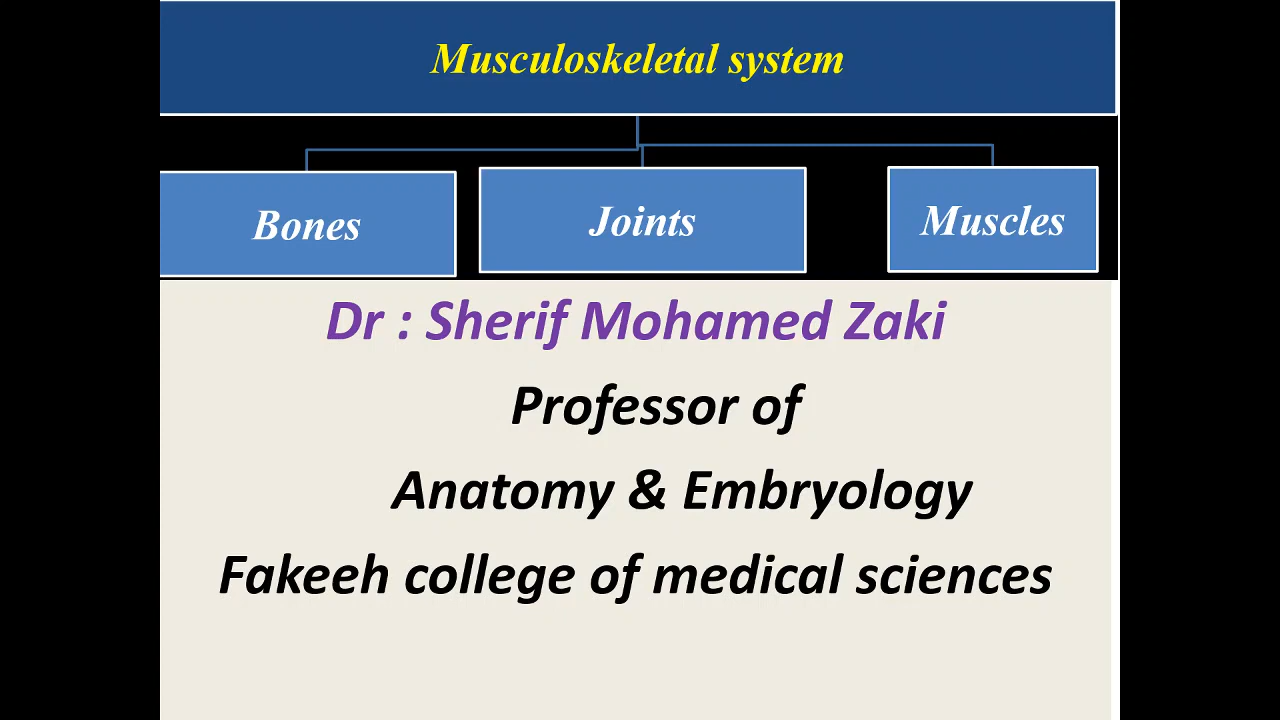 Musculoskeletal system
Bones
Joints
Muscles
Dr : Sherif Mohamed Zaki
Professor of
Anatomy & Embryology
Fakeeh college of medical sciences